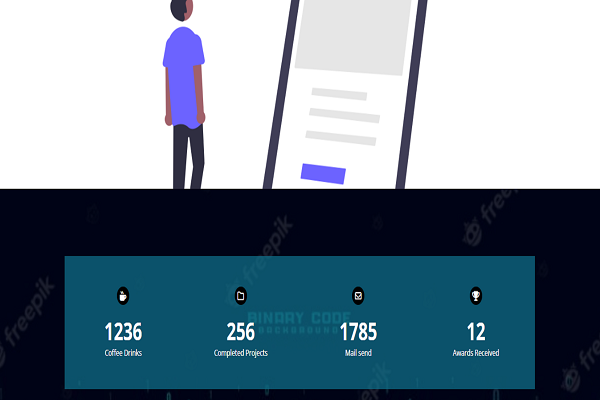 freepik
freepik
freepik
freepik
freepik
BINARY CODE
BACKGROUND
1236
256
1785
12
Coffee Drinks
Completed Projects
Mail send
Awards Received